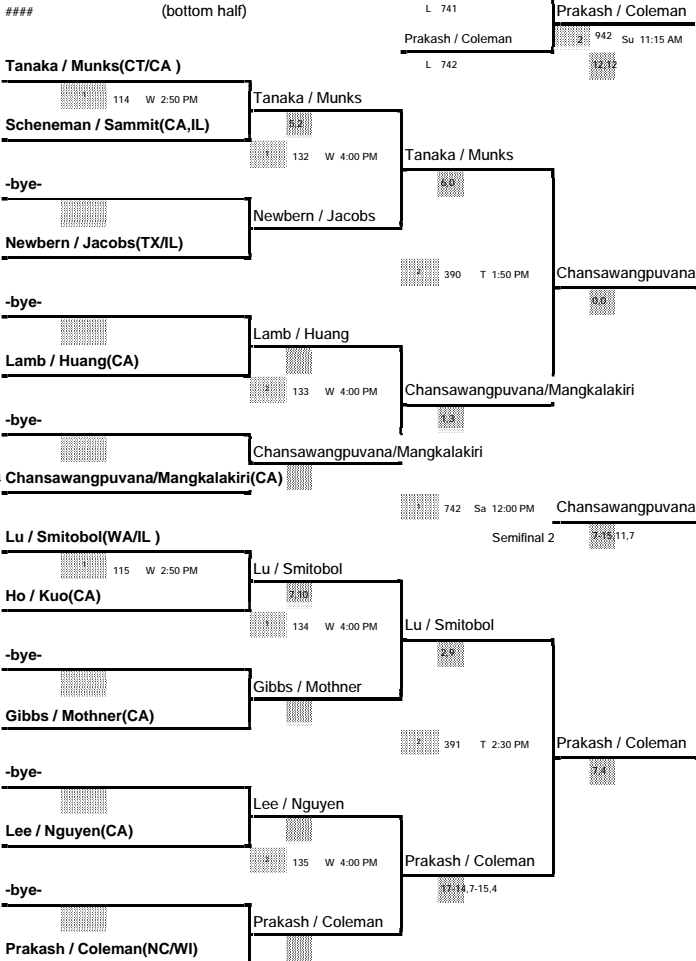 #### (bottom half) L 741 Prakash / Coleman
2 942 Su 11:15 AM
Prakash / Coleman
L 742 12,12
Tanaka / Munks(CT/CA )
1 114 W 2:50 PM Tanaka / Munks
Scheneman / Sammit(CA,IL) 5,2
1 132 W 4:00 PM Tanaka / Munks
-bye- 6,0
Newbern / Jacobs
Newbern / Jacobs(TX/IL)
2 390 T 1:50 PM Chansawangpuvana
-bye- 0,0
Lamb / Huang
Lamb / Huang(CA)
2 133 W 4:00 PM Chansawangpuvana/Mangkalakiri
-bye- 1,3
Chansawangpuvana/Mangkalakiri
Chansawangpuvana/Mangkalakiri(CA)
1 742 Sa 12:00 PM Chansawangpuvana
Lu / Smitobol(WA/IL ) Semifinal 2 7-15,11,7
1 115 W 2:50 PM Lu / Smitobol
Ho / Kuo(CA) 7,10
1 134 W 4:00 PM Lu / Smitobol
-bye- 2,9
Gibbs / Mothner
Gibbs / Mothner(CA)
2 391 T 2:30 PM Prakash / Coleman
-bye- 7,4
Lee / Nguyen
Lee / Nguyen(CA)
2 135 W 4:00 PM Prakash / Coleman
-bye- 17-14,7-15,4
Prakash / Coleman
Prakash / Coleman(NC/WI)